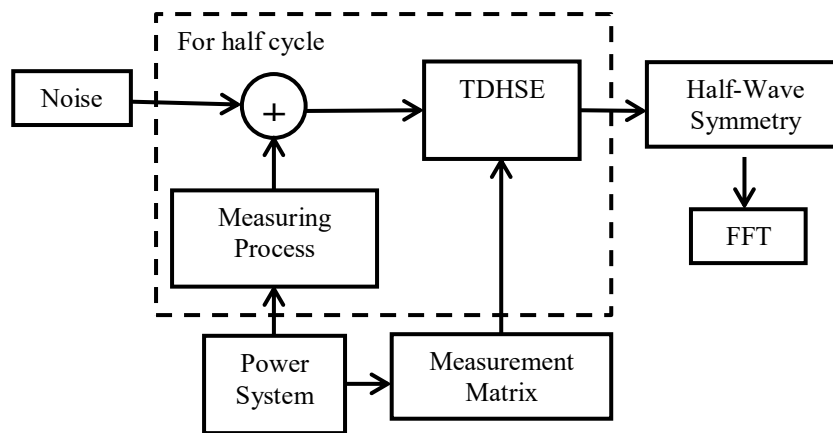 For half cycle
Noise
+
TDHSE
Half-Wave
Symmetry
Measuring
Process
FFT
Power
System
Measurement
Matrix